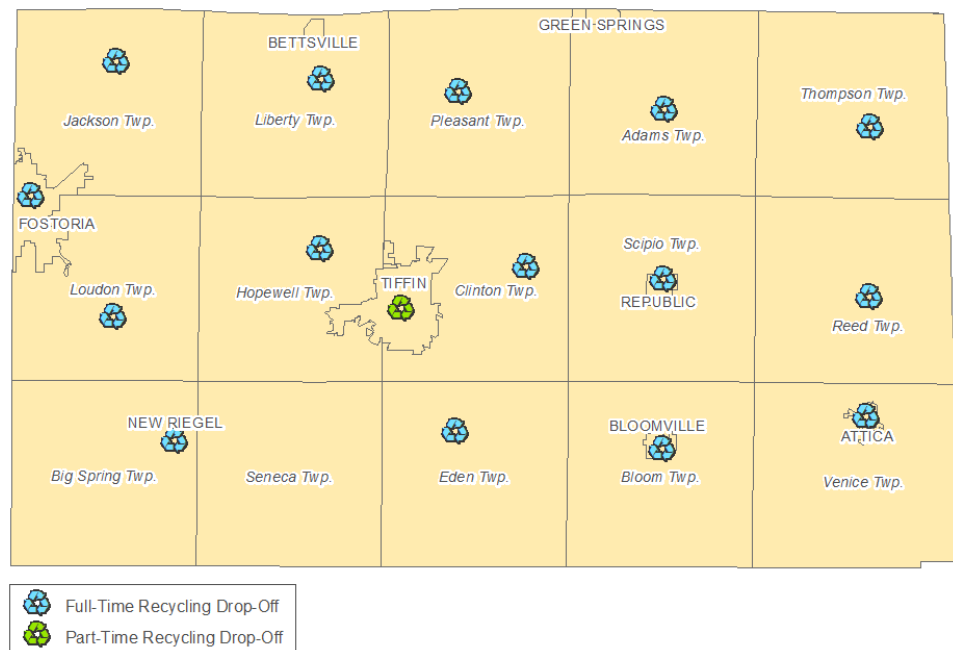 GREEN SPRINGS
BETTSVILLE
Thompson Twp.
Jackson Twp.
Liberty Twp.
Pleasant Twp.
Adams Twp.
FOSTORIA
Scipio Twp.
TIFFIN
Loudon Twp.
Hopewell Twp.
Clinton Twp.
REPUBLIC
Reed Twp.
NEW RIEGEL
BLOOMVILLE
ATTICA
Big Spring Twp.
Seneca Twp.
Eden Twp.
Bloom Twp.
Venice Twp.
Full-Time Recycling Drop-Off
Part-Time Recycling Drop-Off